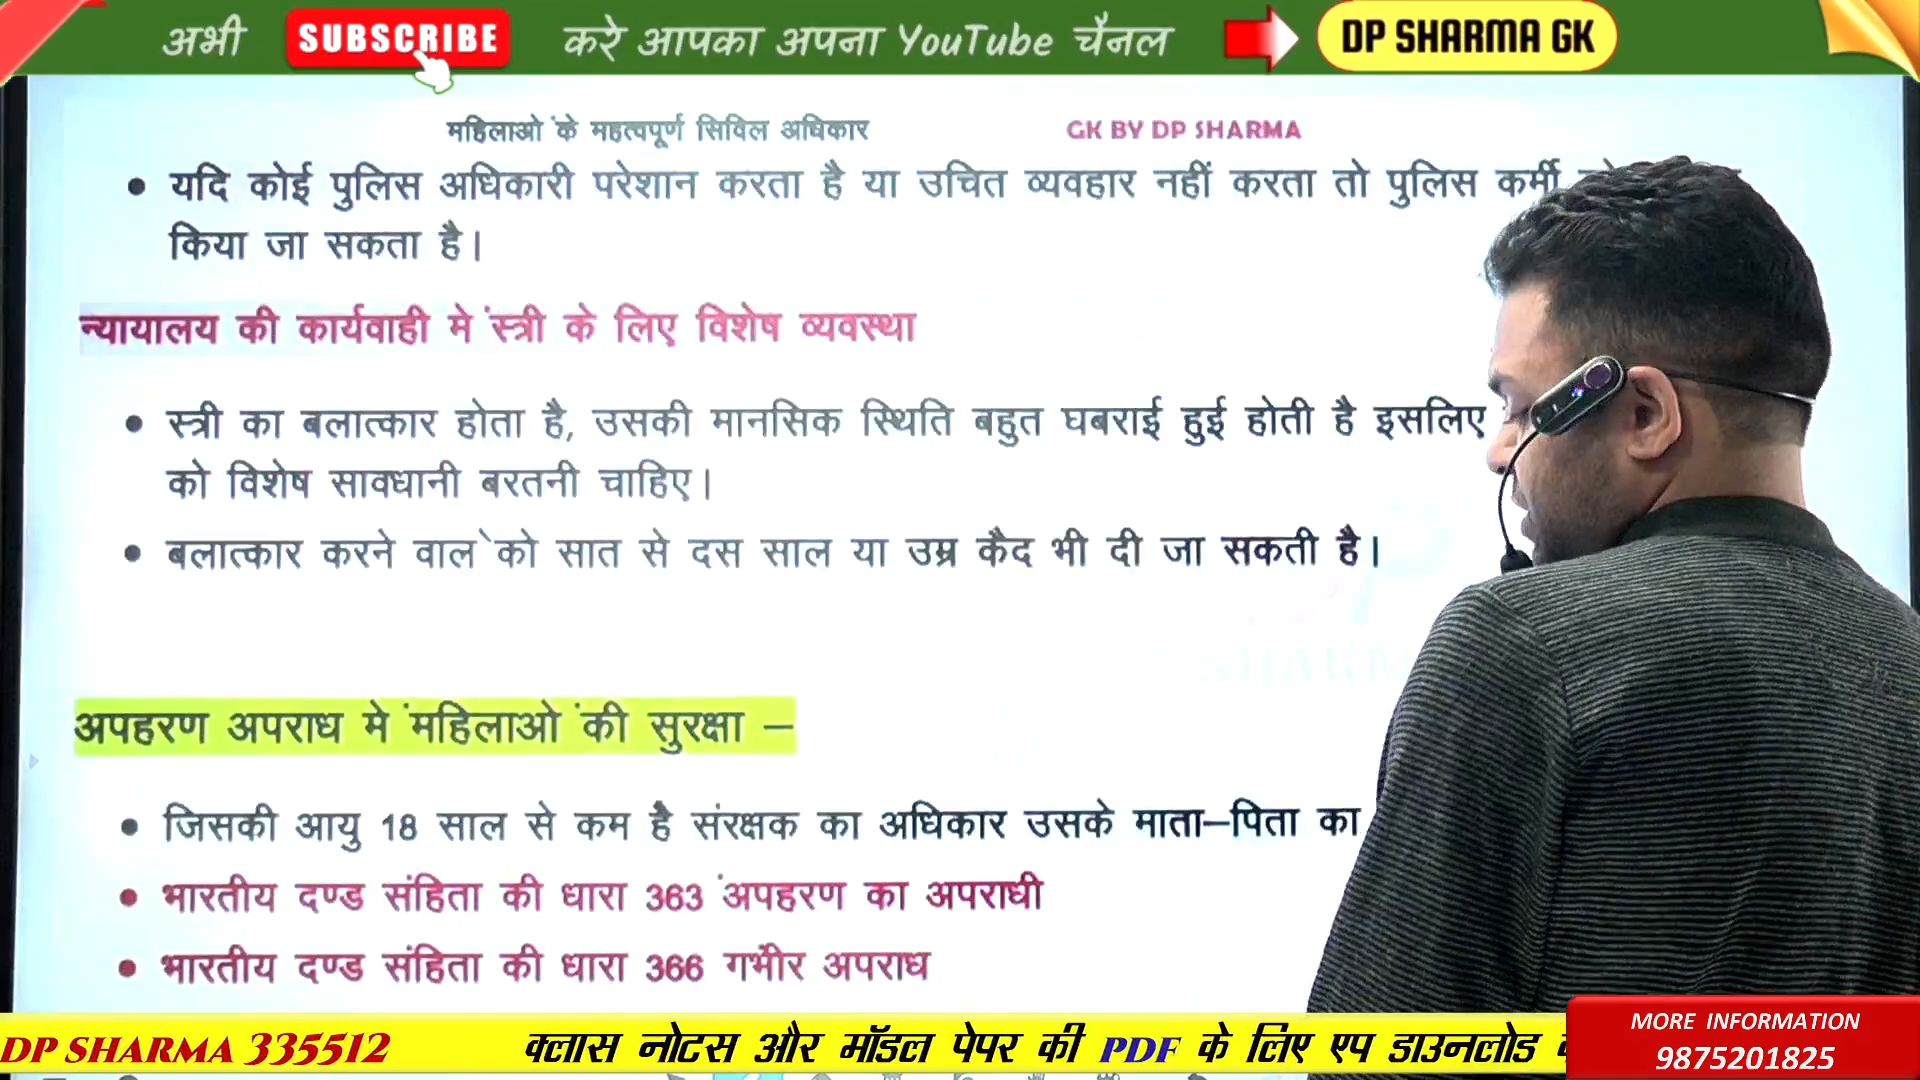 अभी SUBSCRIBE करे आपका अपना YouTube चैनल DP SHARMA GK
महिलाओं के महत्वपूर्ण सिविल अधिकार GK BY DP SHARMA
• यदि कोई पुलिस अधिकारी परेशान करता है या उचित व्यवहार नहीं करता तो पुलिस कर्मी
किया जा सकता है।
न्यायालय की कार्यवाही में स्त्री के लिए विशेष व्यवस्था
• स्त्री का बलात्कार होता है, उसकी मानसिक स्थिति बहुत घबराई हुई होती है इसलिए
को विशेष सावधानी बरतनी चाहिए।
• बलात्कार करने वाले को सात से दस साल या उम्र कैद भी दी जा सकती है।
अपहरण अपराध में महिलाओं की सुरक्षा –
• जिसकी आयु 18 साल से कम है संरक्षक का अधिकार उसके माता–पिता का
• भारतीय दण्ड संहिता की धारा 363 अपहरण का अपराधी
• भारतीय दण्ड संहिता की धारा 366 गंभीर अपराध
DP SHARMA 335512 क्लास नोटस और मॉडल पेपर की PDF के लिए एप डाउनलोड
MORE INFORMATION
9875201825